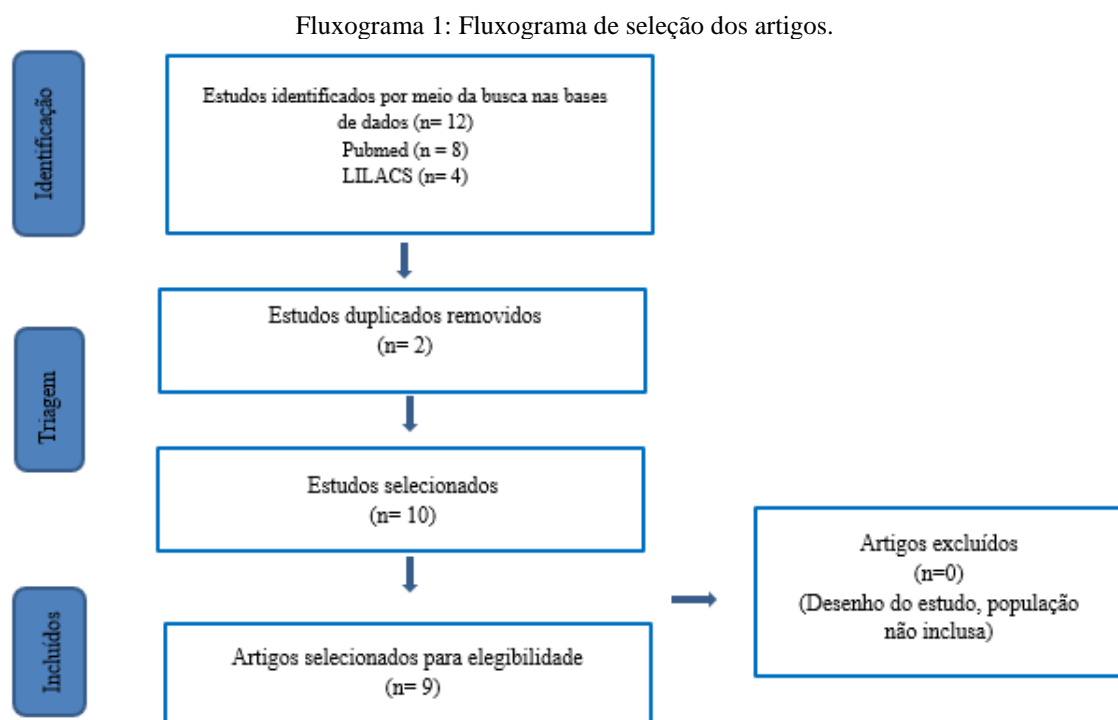 Fluxograma 1: Fluxograma de seleção dos artigos.
Identificação
Estudos identificados por meio da busca nas bases
de dados (n= 12)
Pubmed (n = 8)
LILACS (n= 4)
Triagem
Estudos duplicados removidos
(n= 2)
Estudos selecionados
(n= 10)
Artigos excluídos
(n=0)
(Desenho do estudo, população
não inclusa)
Incluídos
Artigos selecionados para elegibilidade
(n= 9)